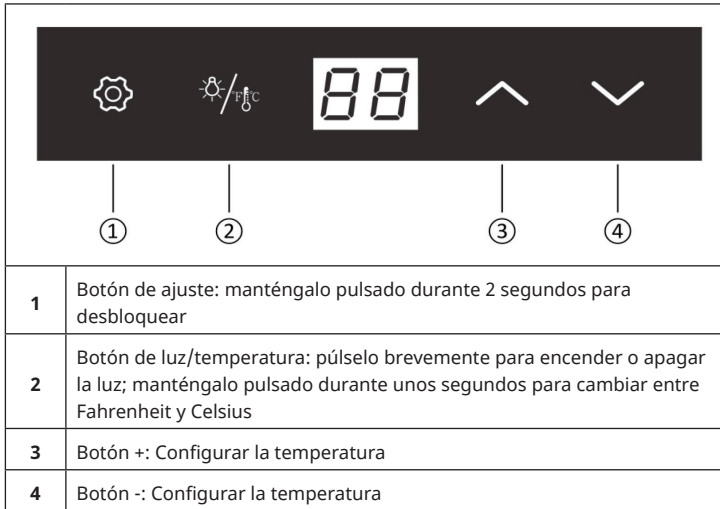 /°F°C
88
① ② ③ ④
1 Botón de ajuste: manténgalo pulsado durante 2 segundos para
desbloquear
2 Botón de luz/temperatura: púlselo brevemente para encender o apagar
la luz; manténgalo pulsado durante unos segundos para cambiar entre
Fahrenheit y Celsius
3 Botón +: Configurar la temperatura
4 Botón -: Configurar la temperatura